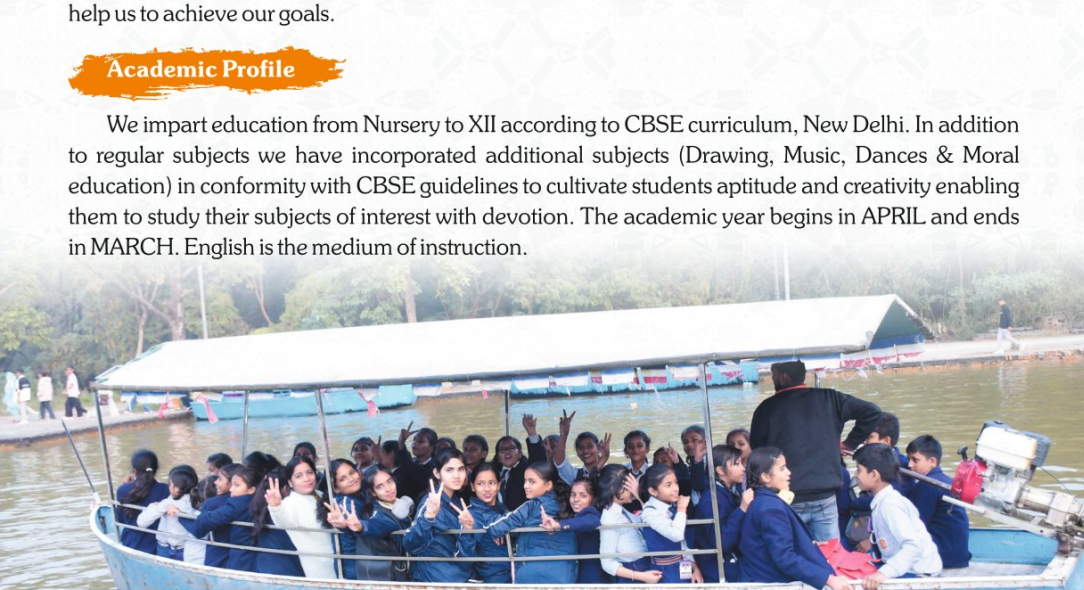 help us to achieve our goals.
Academic Profile
We impart education from Nursery to XII according to CBSE curriculum, New Delhi. In addition
to regular subjects we have incorporated additional subjects (Drawing, Music, Dances & Moral
education) in conformity with CBSE guidelines to cultivate students aptitude and creativity enabling
them to study their subjects of interest with devotion. The academic year begins in APRIL and ends
in MARCH. English is the medium of instruction.